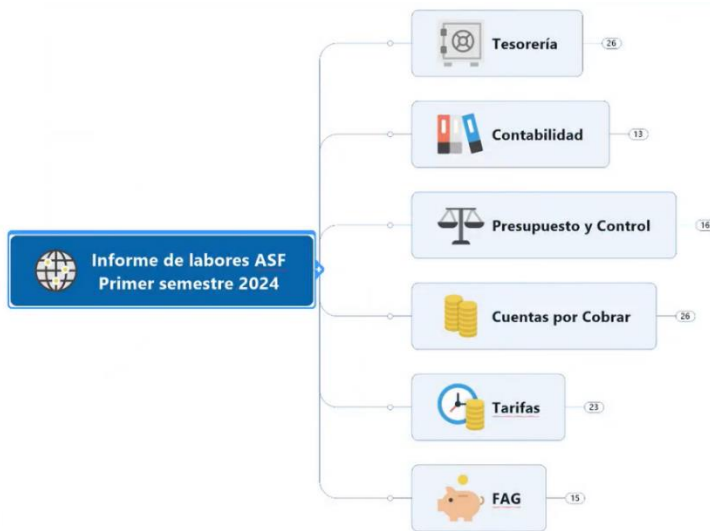 Tesorería
26
Contabilidad
13
Presupuesto y Control
16
Informe de labores ASF
Primer semestre 2024
Cuentas por Cobrar
26
Tarifas
23
FAG
15